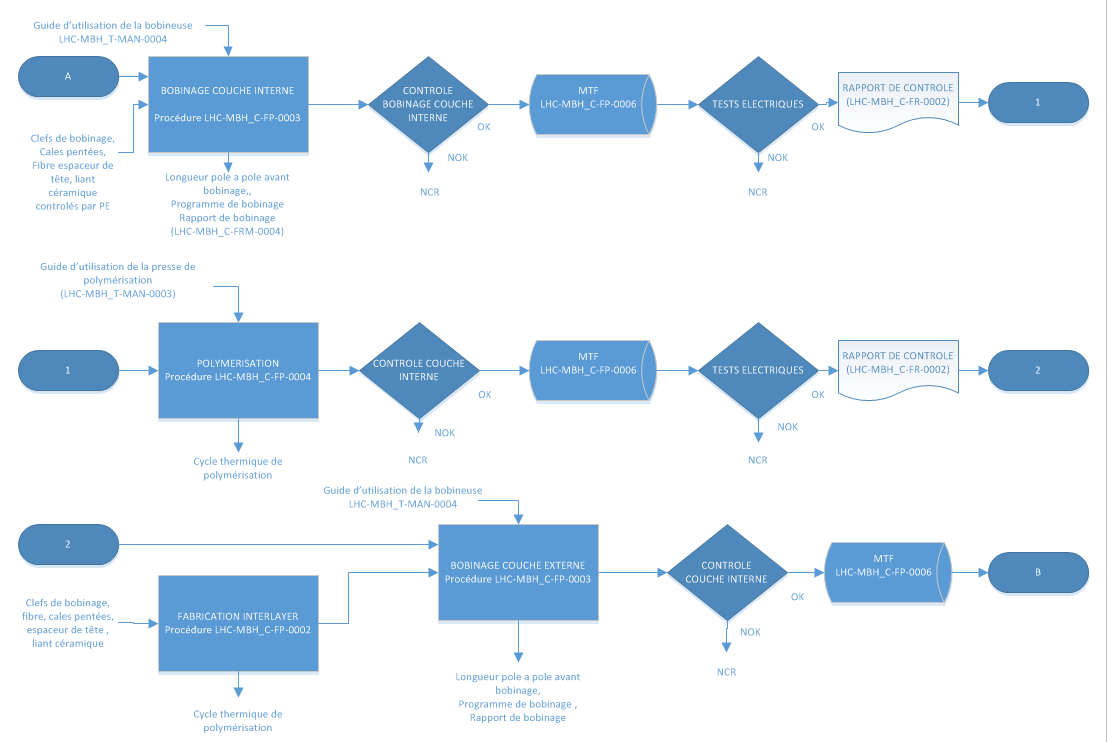 Guide d'utilisation de la bobineuse
LHC-MBH_T-MAN-0004
A
BOBINAGE COUCHE INTERNE
Procédure LHC-MBH_C-FP-0003
CONTROLE
BOBINAGE COUCHE
INTERNE
OK
NOK
NCR
MTF
LHC-MBH_C-FP-0006
TESTS ELECTRIQUES
OK
NOK
NCR
RAPPORT DE CONTROLE
(LHC-MBH_C-FR-0002)
1
Clefs de bobinage,
Cales pentées,
Fibre espaceur de
tête, liant
céramique
controlés par PE
Longueur pole a pole avant
bobinage,,
Programme de bobinage
Rapport de bobinage
(LHC-MBH_C-FRM-0004)
Guide d'utilisation de la presse de
polymérisation
(LHC-MBH_T-MAN-0003)
1
POLYMERISATION
Procédure LHC-MBH_C-FP-0004
CONTROLE COUCHE
INTERNE
OK
NOK
NCR
MTF
LHC-MBH_C-FP-0006
TESTS ELECTRIQUES
OK
NOK
NCR
RAPPORT DE CONTROLE
(LHC-MBH_C-FR-0002)
2
Cycle thermique de
polymérisation
Guide d'utilisation de la bobineuse
LHC-MBH_T-MAN-0004
2
BOBINAGE COUCHE EXTERNE
Procédure LHC-MBH_C-FP-0003
CONTROLE
COUCHE INTERNE
OK
NOK
NCR
MTF
LHC-MBH_C-FP-0006
B
Clefs de bobinage,
fibre, cales pentées,
espaceur de tête ,
liant céramique
FABRICATION INTERLAYER
Procédure LHC-MBH_C-FP-0002
Cycle thermique de
polymérisation
Longueur pole a pole avant
bobinage,
Programme de bobinage ,
Rapport de bobinage